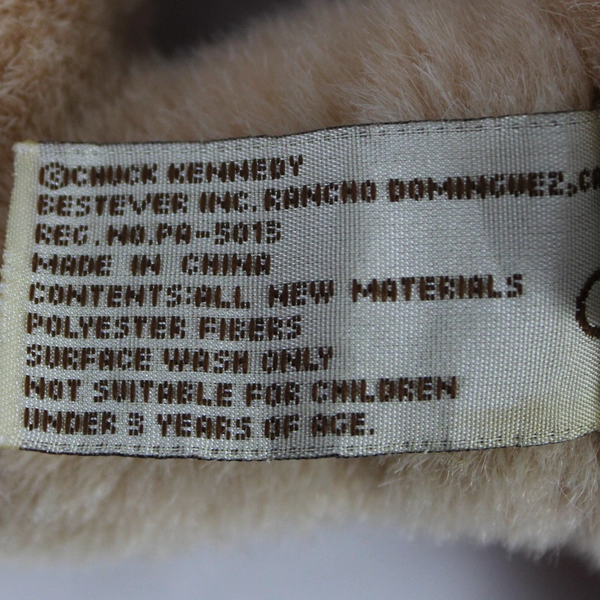 ©CHUCK KENNEDY
BESTEVER INC. RANCHO DOMINGUEZ, CA
REG. NO. PA-5015
MADE IN CHINA
CONTENTS:ALL NEW MATERIALS
POLYESTER FIBERS
SURFACE WASH ONLY
NOT SUITABLE FOR CHILDREN
UNDER 3 YEARS OF AGE.